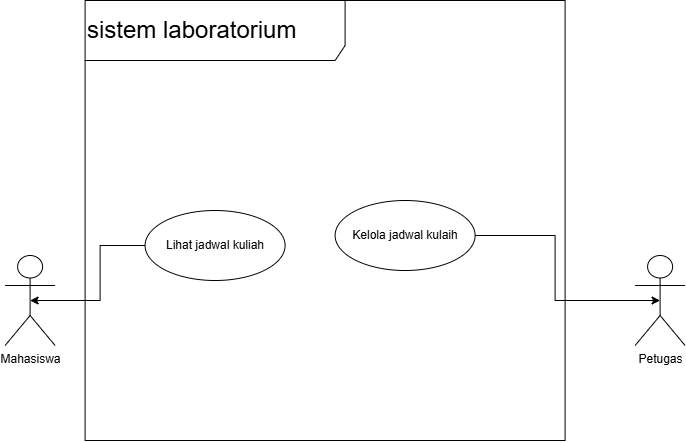 sistem laboratorium
Lihat jadwal kuliah
Kelola jadwal kulaih
Mahasiswa
Petugas